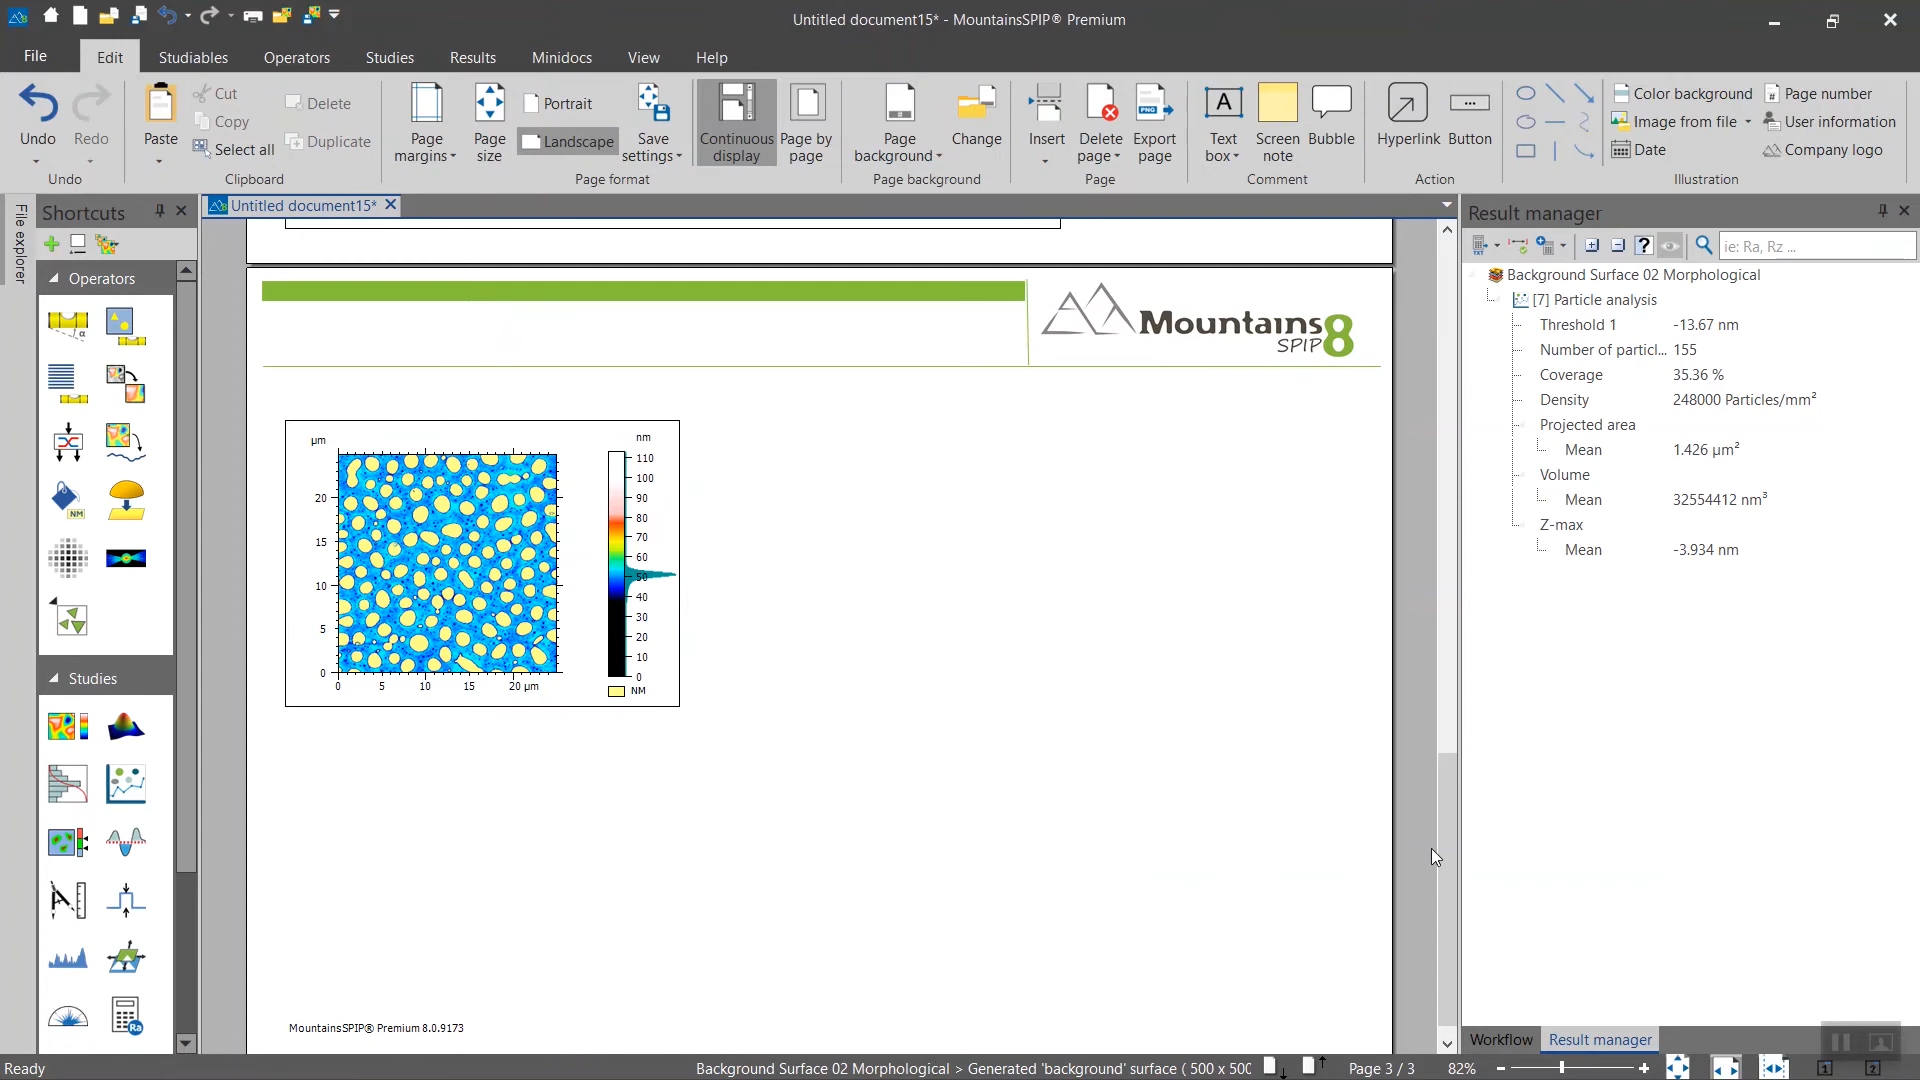 Untitled document15* - MountainsSPIP® Premium
File
Edit
Studiables
Operators
Studies
Results
Minidocs
View
Help
Undo
Redo
Paste
Cut
Copy
Select all
Delete
Duplicate
Page margins
Page size
Portrait
Landscape
Save settings
Continuous display
Page by page
Page background
Change
Insert
Delete page
Export page
Text box
Screen note
Bubble
Hyperlink
Button
Color background
Image from file
Date
Page number
User information
Company logo
Undo
Clipboard
Page format
Page background
Page
Comment
Action
Illustration
File explorer
Shortcuts
Untitled document15*
Result manager
ie: Ra, Rz ...
Operators
Studies
NM
Ra
Mountains8
SPIP
µm
20
15
10
5
0
0 5 10 15 20 µm
nm
110
100
90
80
70
60
50
40
30
20
10
0
NM
MountainsSPIP® Premium 8.0.9173
Background Surface 02 Morphological
[7] Particle analysis
Threshold 1 -13.67 nm
Number of particl... 155
Coverage 35.36 %
Density 248000 Particles/mm²
Projected area
Mean 1.426 µm²
Volume
Mean 32554412 nm³
Z-max
Mean -3.934 nm
Workflow
Result manager
Ready
Background Surface 02 Morphological > Generated 'background' surface ( 500 x 500
Page 3 / 3
82%
1
2